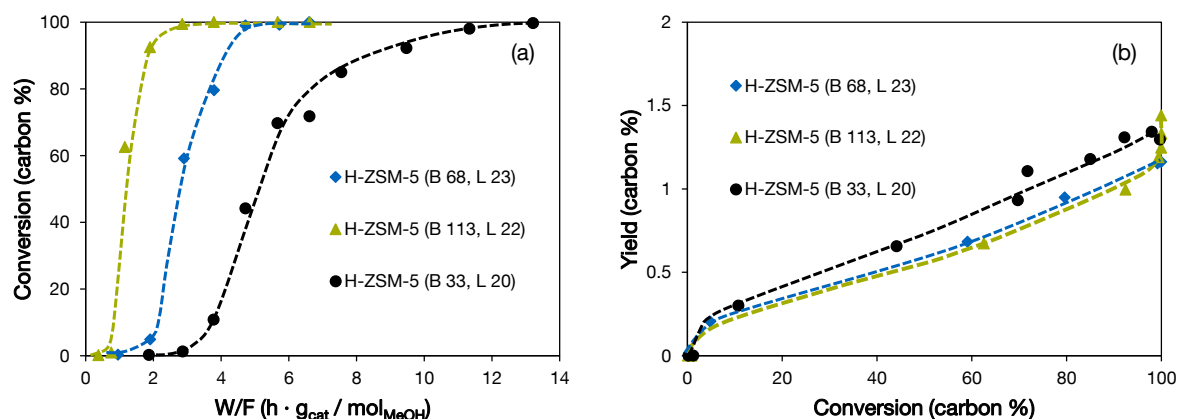 (a)
Conversion (carbon %)
100
80
60
40
20
0
H-ZSM-5 (B 68, L 23)
H-ZSM-5 (B 113, L 22)
H-ZSM-5 (B 33, L 20)
0 2 4 6 8 10 12 14
W/F (h · gcat / molMeOH)
(b)
Yield (carbon %)
2
1.5
1
0.5
0
H-ZSM-5 (B 68, L 23)
H-ZSM-5 (B 113, L 22)
H-ZSM-5 (B 33, L 20)
0 20 40 60 80 100
Conversion (carbon %)